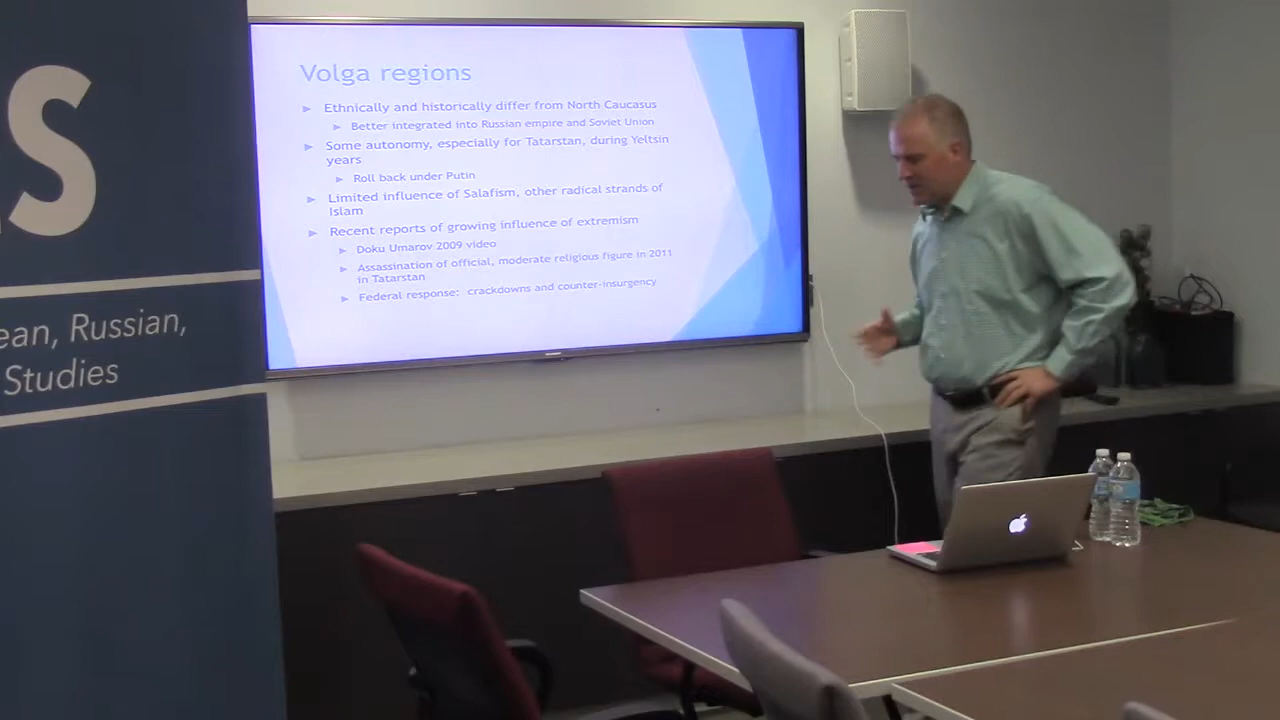 S
ean, Russian,
Studies
Volga regions
Ethnically and historically differ from North Caucasus
Better integrated into Russian empire and Soviet Union
Some autonomy, especially for Tatarstan, during Yeltsin
years
Roll back under Putin
Limited influence of Salafism, other radical strands of
Islam
Recent reports of growing influence of extremism
Doku Umarov 2009 video
Assassination of official, moderate religious figure in 2011
in Tatarstan
Federal response: crackdowns and counter-insurgency